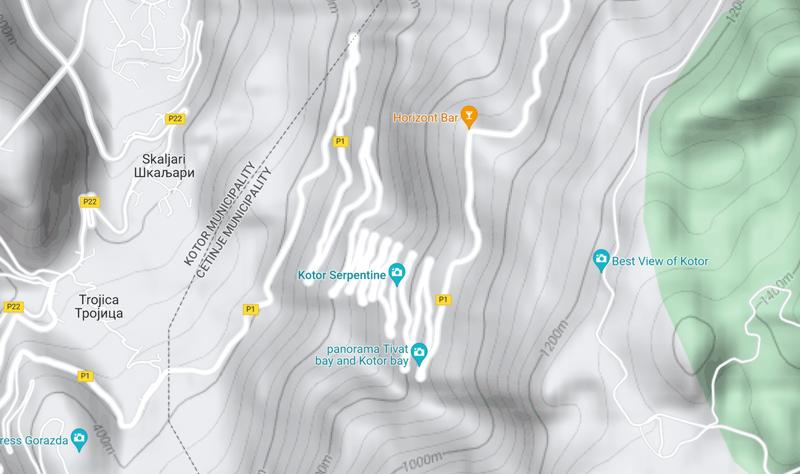 1200
Horizont Bar
P22
P1
Skaljari
Шкаљари
P22
KOTOR MUNICIPALITY
CETINJE MUNICIPALITY
Best View of Kotor
Kotor Serpentine
P22
Trojica
Тројица
P1
P1
1400m
1200m
panorama Tivat
bay and Kotor bay
P1
ress Gorazda
400m
1000m